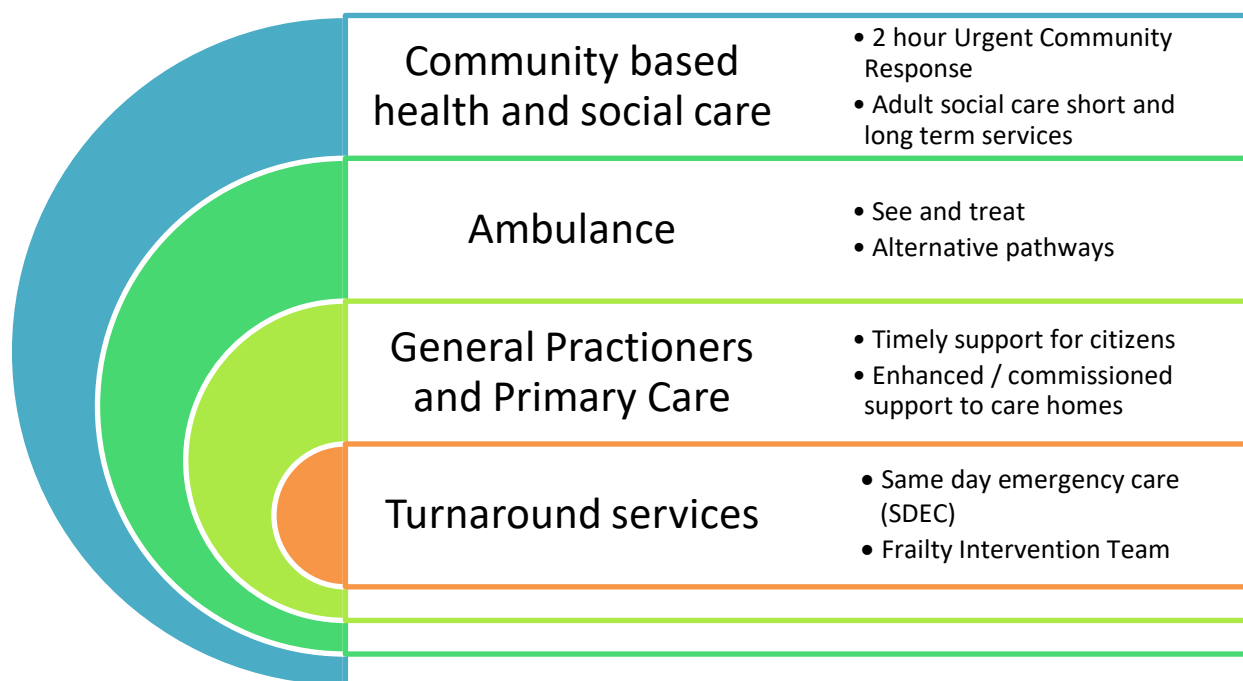 Community based
health and social care
• 2 hour Urgent Community
Response
• Adult social care short and
long term services
Ambulance
• See and treat
• Alternative pathways
General Practioners
and Primary Care
• Timely support for citizens
• Enhanced / commissioned
support to care homes
Turnaround services
• Same day emergency care
(SDEC)
• Frailty Intervention Team